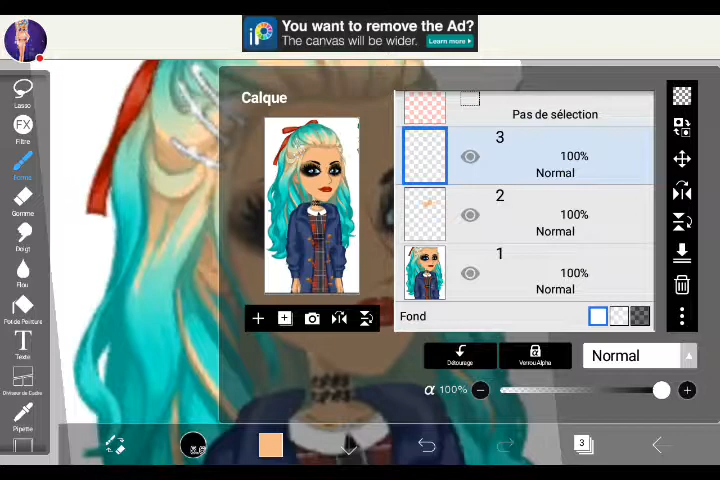 You want to remove the Ad?
The canvas will be wider.
Learn more
Calque
Lasso
FX
Filtre
Gomme
Doigt
Flou
Pot de Peinture
T
Texte
Pipette
Pas de sélection
3
100%
Normal
2
100%
Normal
1
100%
Normal
Fond
Détourage
Verrou Alpha
Normal
α 100%
3